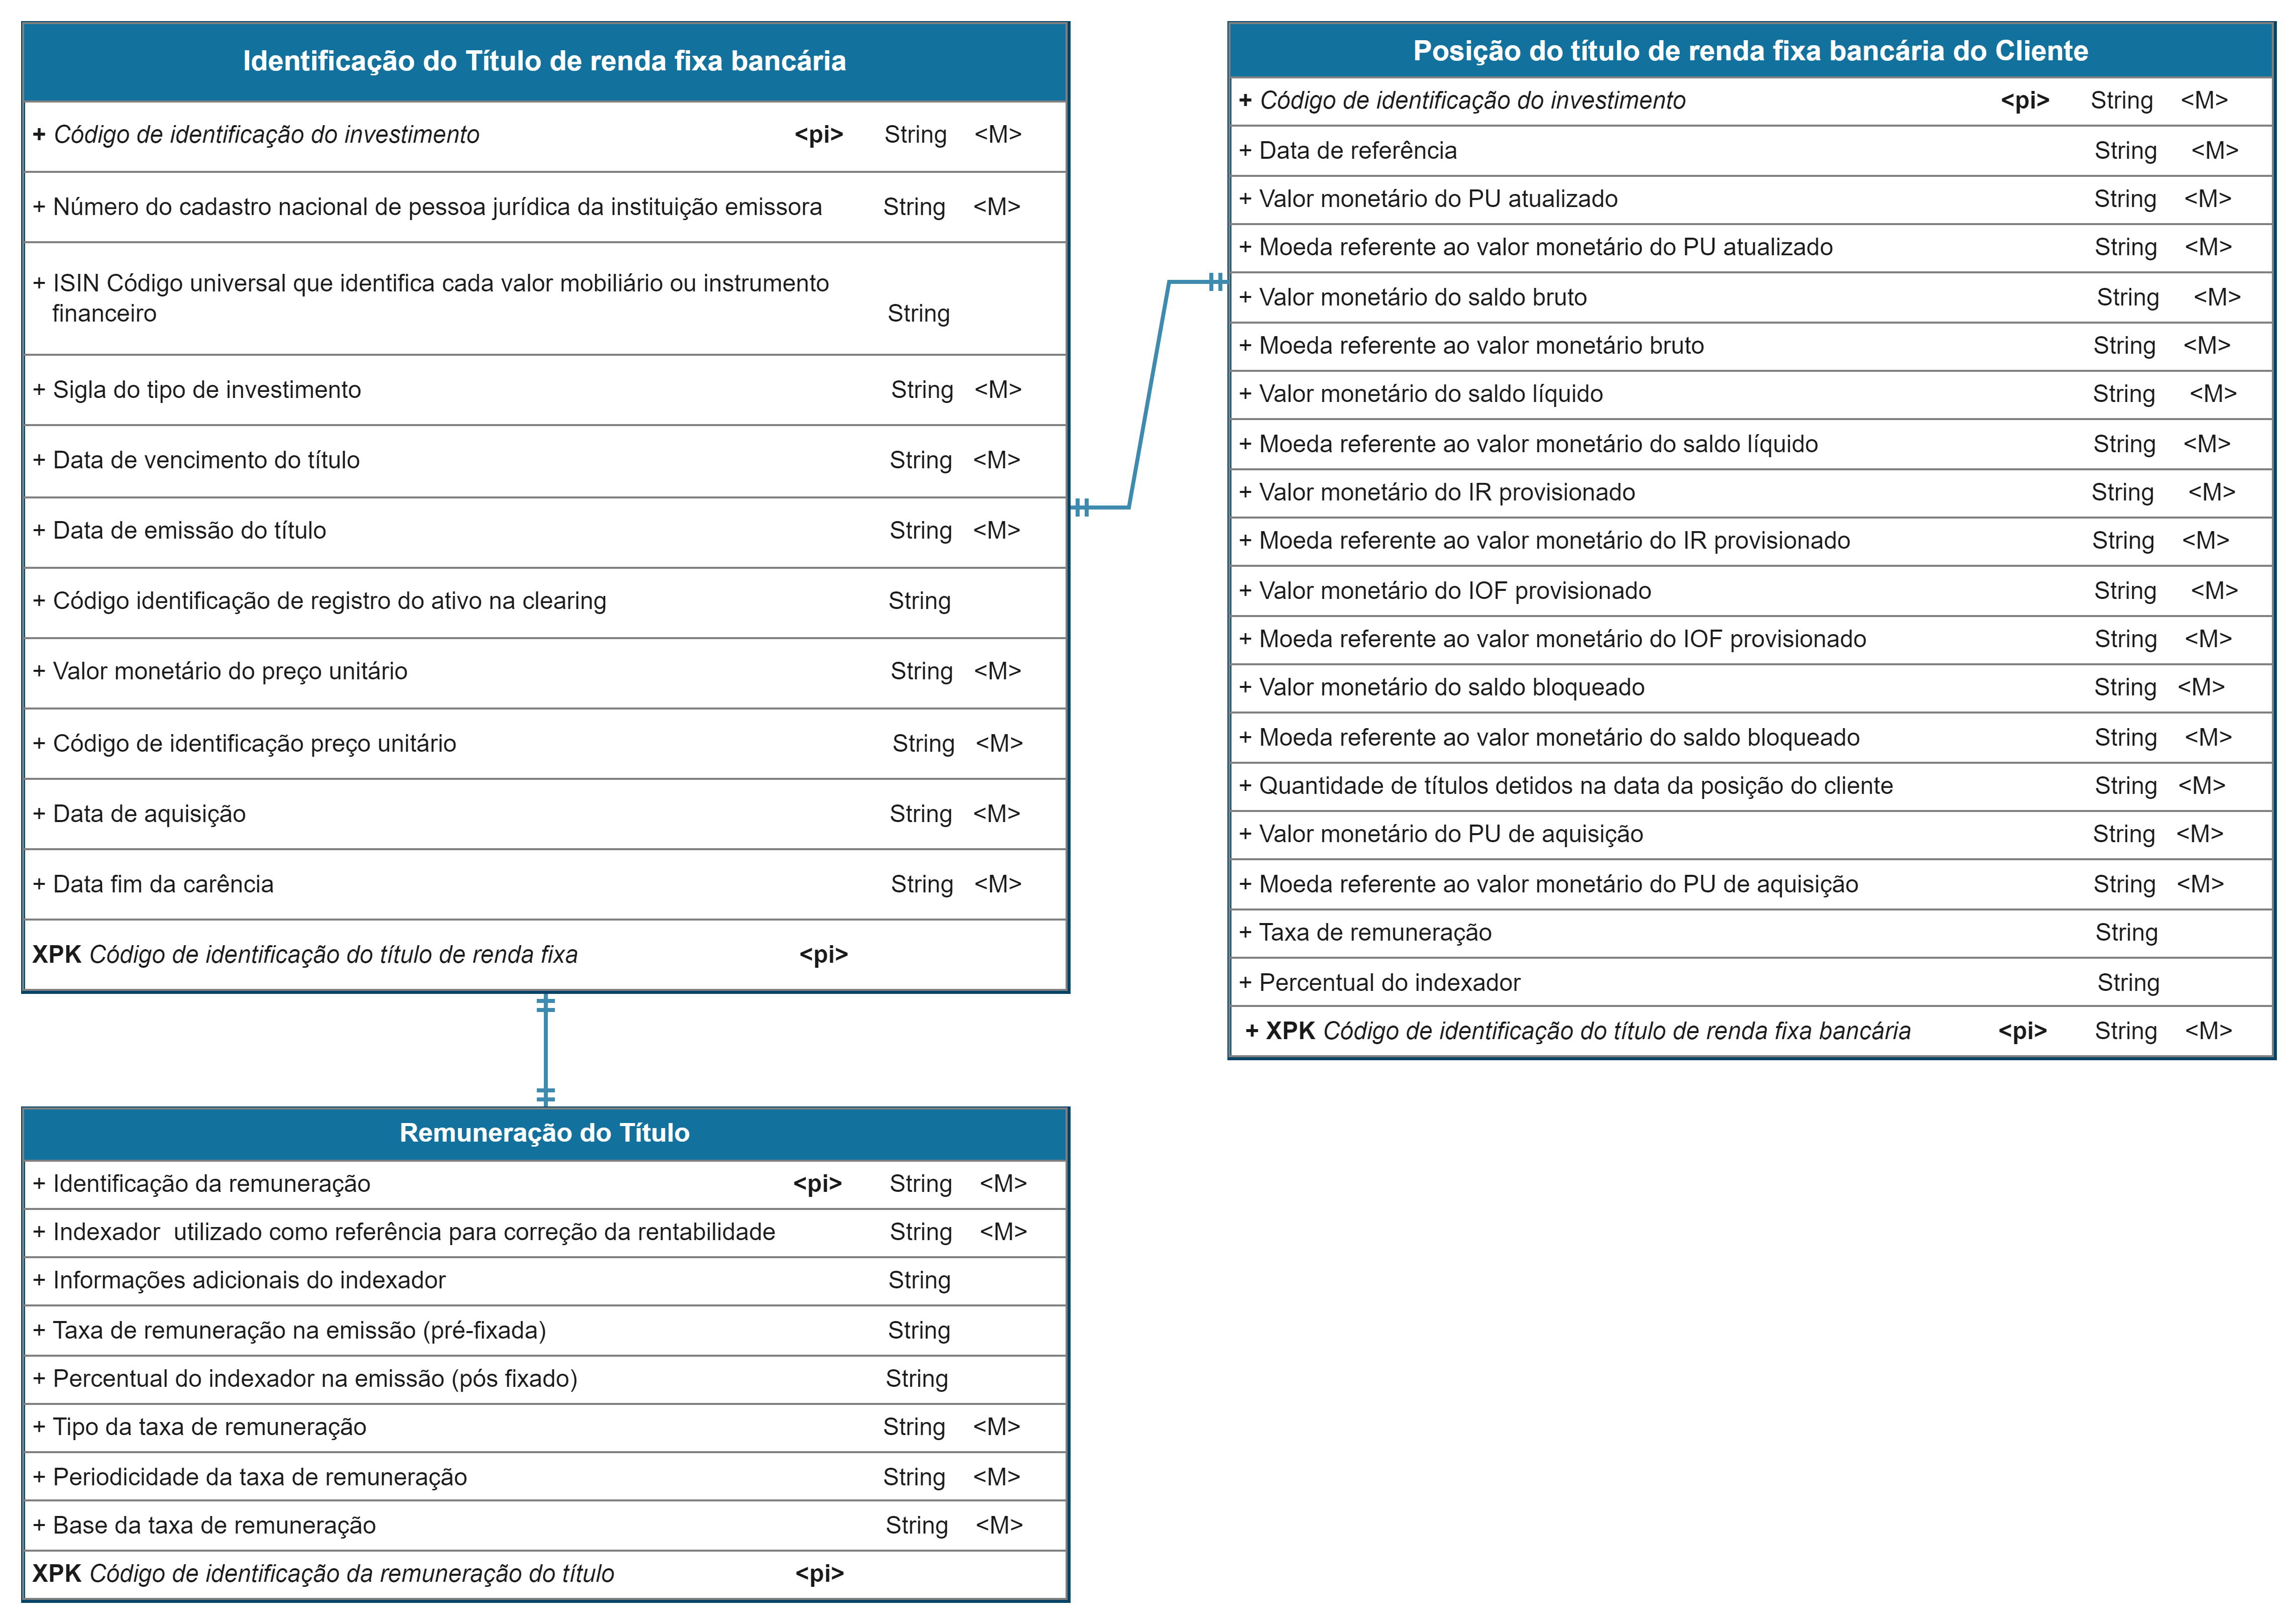 Identificação do Título de renda fixa bancária
+ Código de identificação do investimento <pi> String <M>
+ Número do cadastro nacional de pessoa jurídica da instituição emissora String <M>
+ ISIN Código universal que identifica cada valor mobiliário ou instrumento
financeiro String
+ Sigla do tipo de investimento String <M>
+ Data de vencimento do título String <M>
+ Data de emissão do título String <M>
+ Código identificação de registro do ativo na clearing String
+ Valor monetário do preço unitário String <M>
+ Código de identificação preço unitário String <M>
+ Data de aquisição String <M>
+ Data fim da carência String <M>
XPK Código de identificação do título de renda fixa <pi>
Posição do título de renda fixa bancária do Cliente
+ Código de identificação do investimento <pi> String <M>
+ Data de referência String <M>
+ Valor monetário do PU atualizado String <M>
+ Moeda referente ao valor monetário do PU atualizado String <M>
+ Valor monetário do saldo bruto String <M>
+ Moeda referente ao valor monetário bruto String <M>
+ Valor monetário do saldo líquido String <M>
+ Moeda referente ao valor monetário do saldo líquido String <M>
+ Valor monetário do IR provisionado String <M>
+ Moeda referente ao valor monetário do IR provisionado String <M>
+ Valor monetário do IOF provisionado String <M>
+ Moeda referente ao valor monetário do IOF provisionado String <M>
+ Valor monetário do saldo bloqueado String <M>
+ Moeda referente ao valor monetário do saldo bloqueado String <M>
+ Quantidade de títulos detidos na data da posição do cliente String <M>
+ Valor monetário do PU de aquisição String <M>
+ Moeda referente ao valor monetário do PU de aquisição String <M>
+ Taxa de remuneração String
+ Percentual do indexador String
+ XPK Código de identificação do título de renda fixa bancária <pi> String <M>
Remuneração do Título
+ Identificação da remuneração <pi> String <M>
+ Indexador utilizado como referência para correção da rentabilidade String <M>
+ Informações adicionais do indexador String
+ Taxa de remuneração na emissão (pré-fixada) String
+ Percentual do indexador na emissão (pós fixado) String
+ Tipo da taxa de remuneração String <M>
+ Periodicidade da taxa de remuneração String <M>
+ Base da taxa de remuneração String <M>
XPK Código de identificação da remuneração do título <pi>